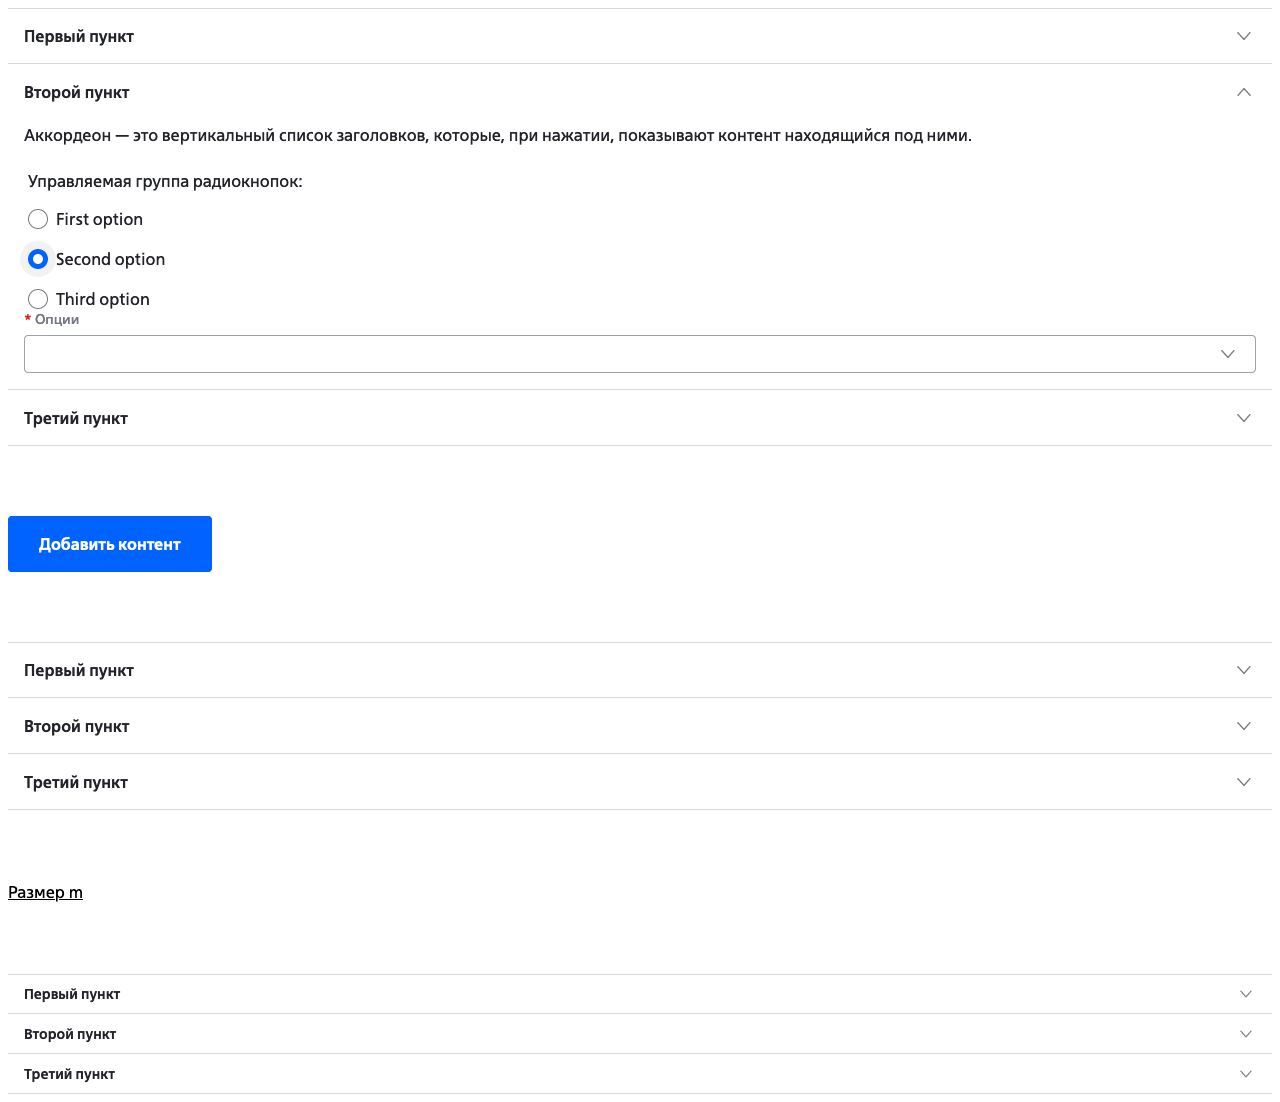 Первый пункт
Второй пункт
Аккордеон — это вертикальный список заголовков, которые, при нажатии, показывают контент находящийся под ними.
Управляемая группа радиокнопок:
First option
Second option
Third option
* Опции
Третий пункт
Добавить контент
Первый пункт
Второй пункт
Третий пункт
Размер m
Первый пункт
Второй пункт
Третий пункт